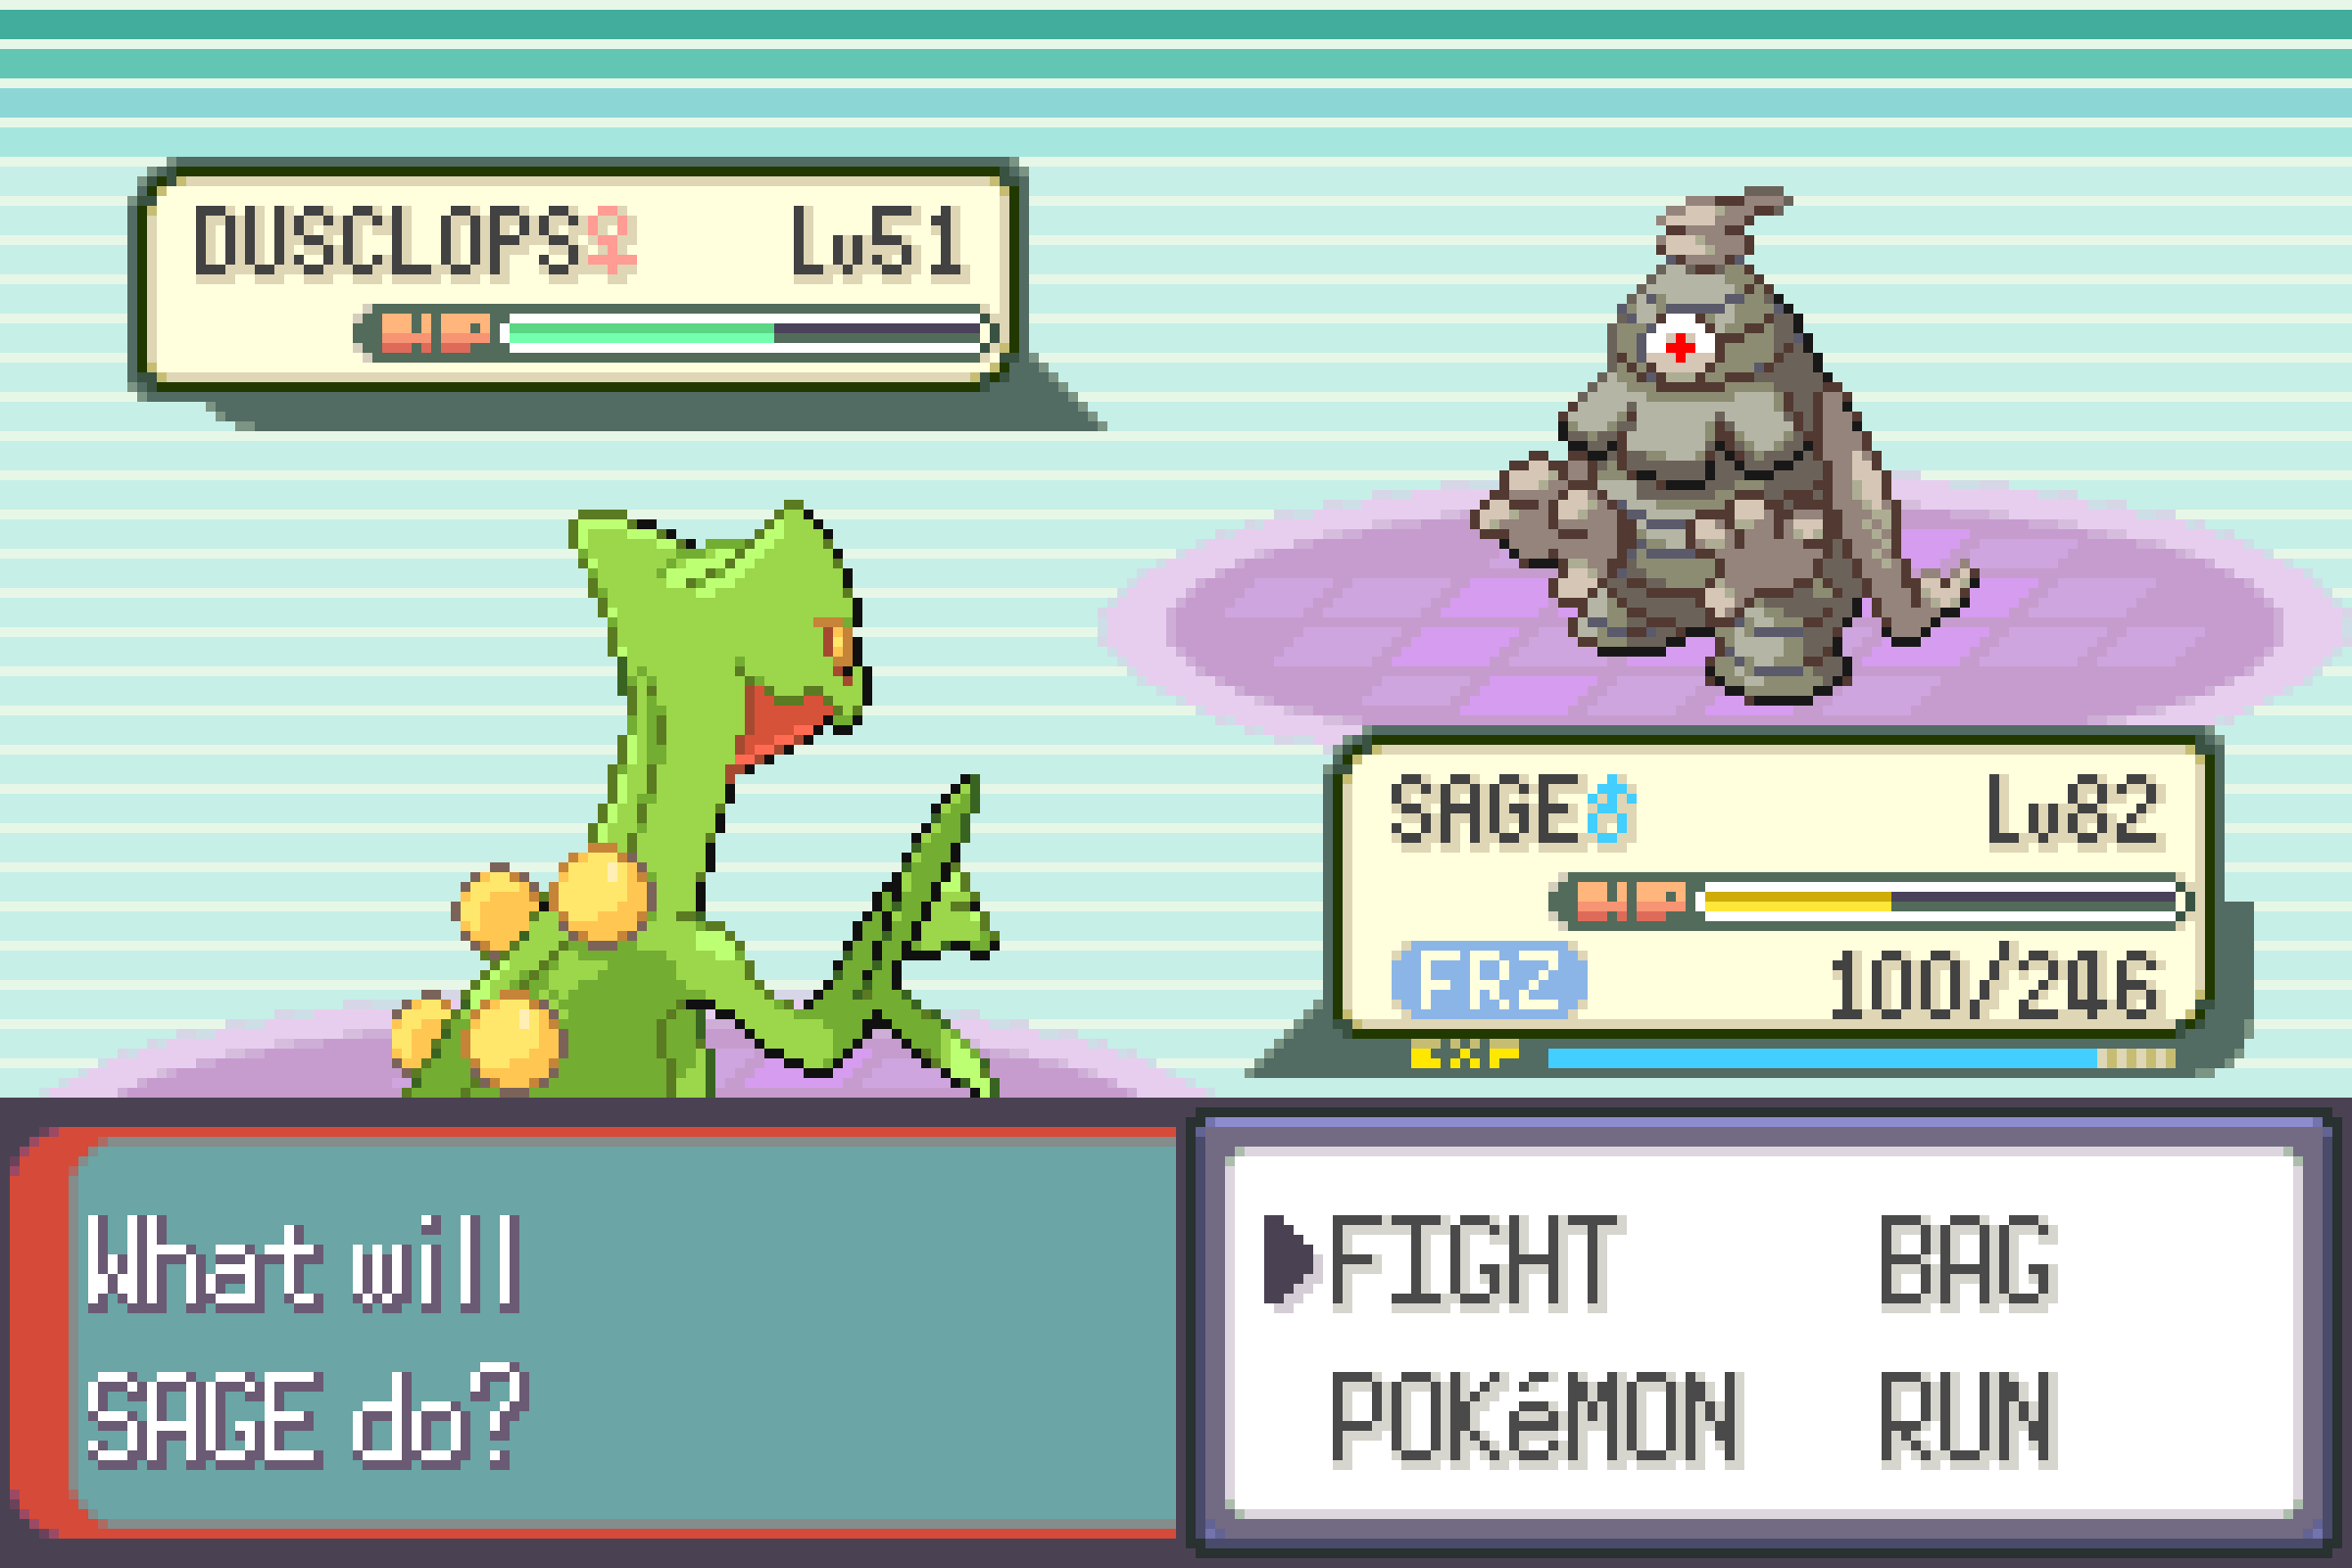 DUSCLOPS♀ Lv51
HP
SAGE♂ Lv82
HP
FRZ 100/246
EXP
What will
SAGE do?
▶FIGHT BAG
POKéMON RUN